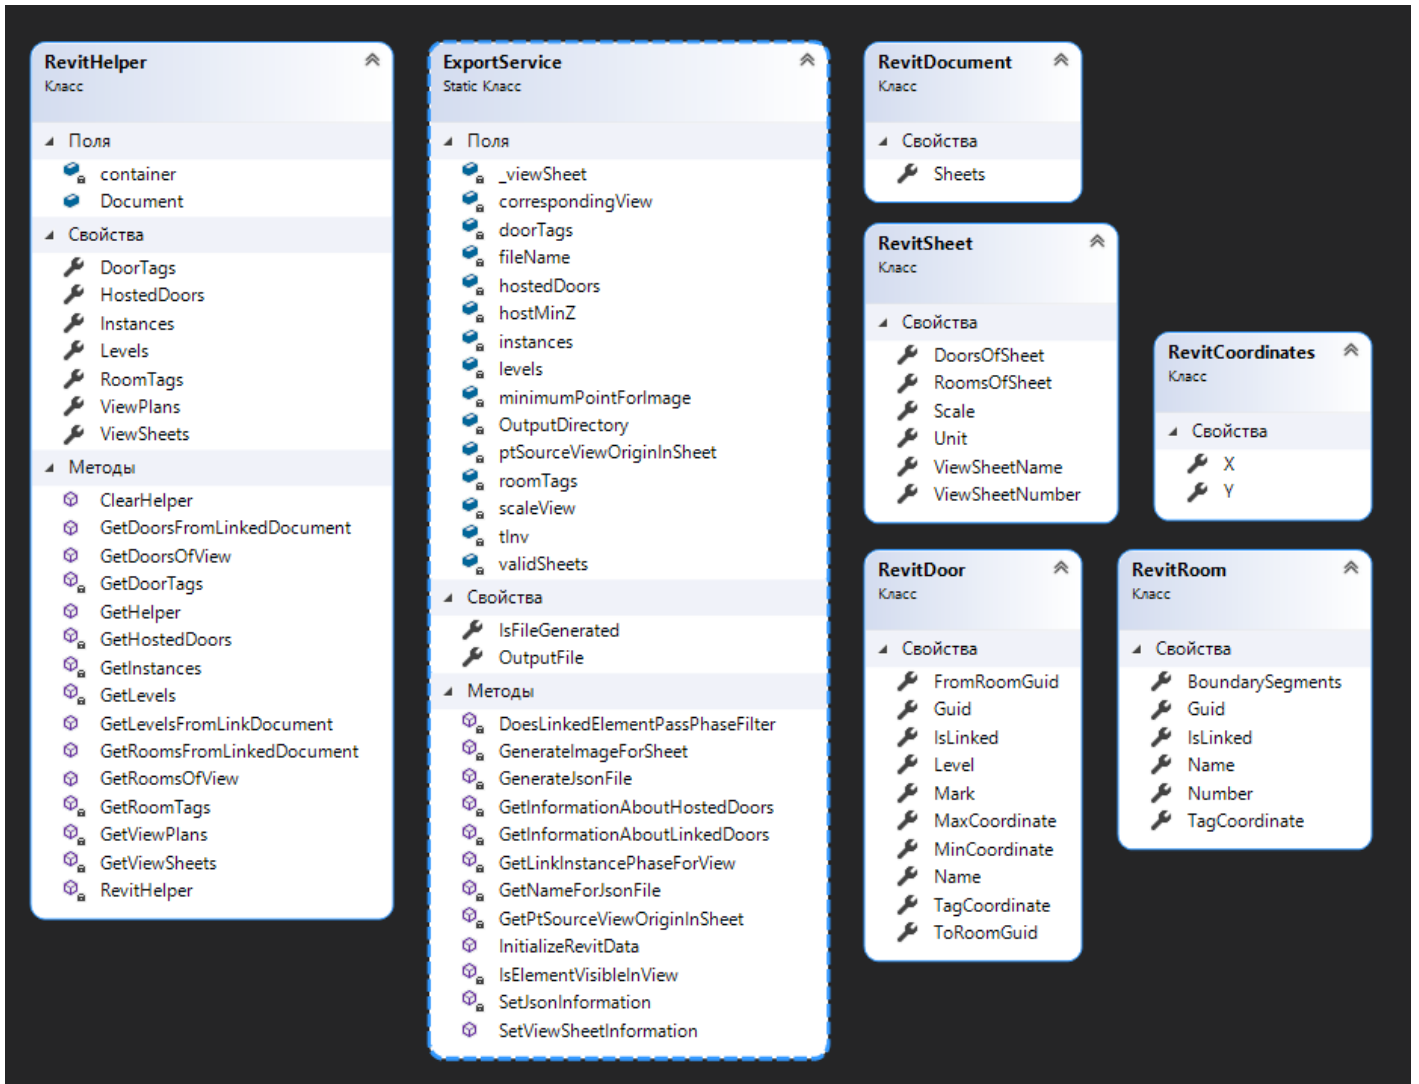 RevitHelper
Класс
Поля
container
Document
Свойства
DoorTags
HostedDoors
Instances
Levels
RoomTags
ViewPlans
ViewSheets
Методы
ClearHelper
GetDoorsFromLinkedDocument
GetDoorsOfView
GetDoorTags
GetHelper
GetHostedDoors
GetInstances
GetLevels
GetLevelsFromLinkDocument
GetRoomsFromLinkedDocument
GetRoomsOfView
GetRoomTags
GetViewPlans
GetViewSheets
RevitHelper
ExportService
Static Класс
Поля
_viewSheet
correspondingView
doorTags
fileName
hostedDoors
hostMinZ
instances
levels
minimumPointForImage
OutputDirectory
ptSourceViewOriginInSheet
roomTags
scaleView
tInv
validSheets
Свойства
IsFileGenerated
OutputFile
Методы
DoesLinkedElementPassPhaseFilter
GenerateImageForSheet
GenerateJsonFile
GetInformationAboutHostedDoors
GetInformationAboutLinkedDoors
GetLinkInstancePhaseForView
GetNameForJsonFile
GetPtSourceViewOriginInSheet
InitializeRevitData
IsElementVisibleInView
SetJsonInformation
SetViewSheetInformation
RevitDocument
Класс
Свойства
Sheets
RevitSheet
Класс
Свойства
DoorsOfSheet
RoomsOfSheet
Scale
Unit
ViewSheetName
ViewSheetNumber
RevitCoordinates
Класс
Свойства
X
Y
RevitDoor
Класс
Свойства
FromRoomGuid
Guid
IsLinked
Level
Mark
MaxCoordinate
MinCoordinate
Name
TagCoordinate
ToRoomGuid
RevitRoom
Класс
Свойства
BoundarySegments
Guid
IsLinked
Name
Number
TagCoordinate